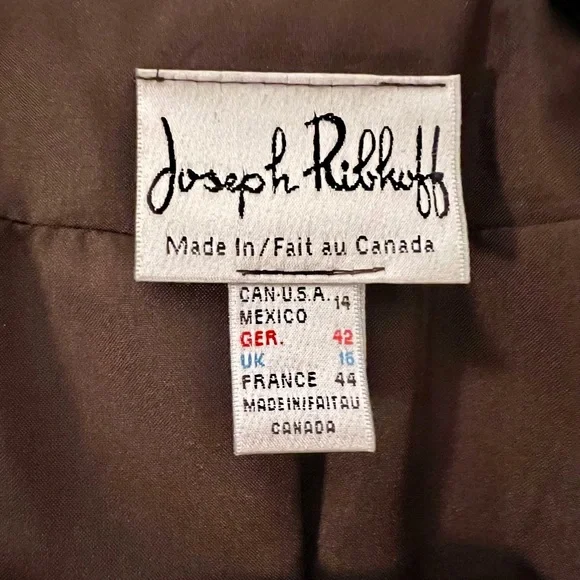 Joseph Ribkoff
Made In/Fait au Canada
CAN·U.S.A. 14
MEXICO
GER. 42
UK 16
FRANCE 44
MADE IN/FAIT AU
CANADA